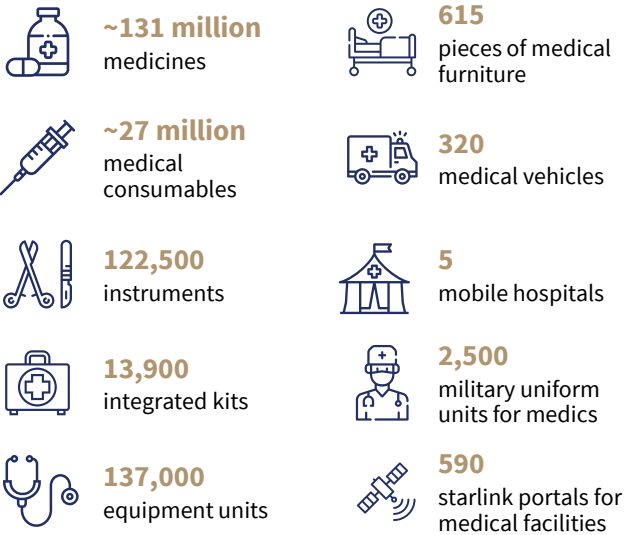 ~131 million
medicines
~27 million
medical
consumables
122,500
instruments
13,900
integrated kits
137,000
equipment units
615
pieces of medical
furniture
320
medical vehicles
5
mobile hospitals
2,500
military uniform
units for medics
590
starlink portals for
medical facilities